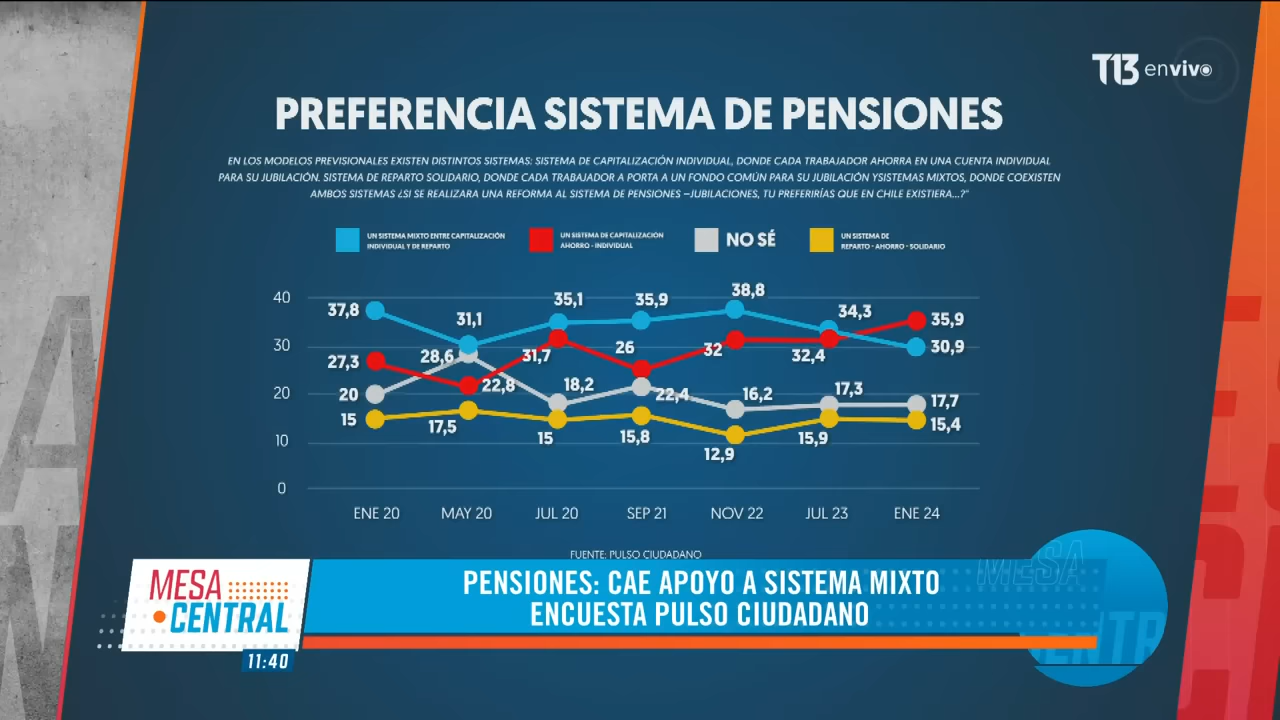 T13 envivo
PREFERENCIA SISTEMA DE PENSIONES
EN LOS MODELOS PREVISIONALES EXISTEN DISTINTOS SISTEMAS: SISTEMA DE CAPITALIZACIÓN INDIVIDUAL, DONDE CADA TRABAJADOR AHORRA EN UNA CUENTA INDIVIDUAL
PARA SU JUBILACIÓN. SISTEMA DE REPARTO SOLIDARIO, DONDE CADA TRABAJADOR A PORTA A UN FONDO COMÚN PARA SU JUBILACIÓN YSISTEMAS MIXTOS, DONDE COEXISTEN
AMBOS SISTEMAS ¿SI SE REALIZARA UNA REFORMA AL SISTEMA DE PENSIONES –JUBILACIONES, TU PREFERIRÍAS QUE EN CHILE EXISTIERA...?"
UN SISTEMA MIXTO ENTRE CAPITALIZACIÓN
INDIVIDUAL Y DE REPARTO
UN SISTEMA DE CAPITALIZACIÓN
AHORRO - INDIVIDUAL
NO SÉ
UN SISTEMA DE
REPARTO - AHORRO - SOLIDARIO
40
30
20
10
0
37,8
31,1
35,1
35,9
38,8
34,3
30,9
27,3
22,8
31,7
26
32
32,4
35,9
20
28,6
18,2
22,4
16,2
17,3
17,7
15
17,5
15
15,8
12,9
15,9
15,4
ENE 20
MAY 20
JUL 20
SEP 21
NOV 22
JUL 23
ENE 24
FUENTE: PULSO CIUDADANO
MESA
CENTRAL
PENSIONES: CAE APOYO A SISTEMA MIXTO
ENCUESTA PULSO CIUDADANO
11:40